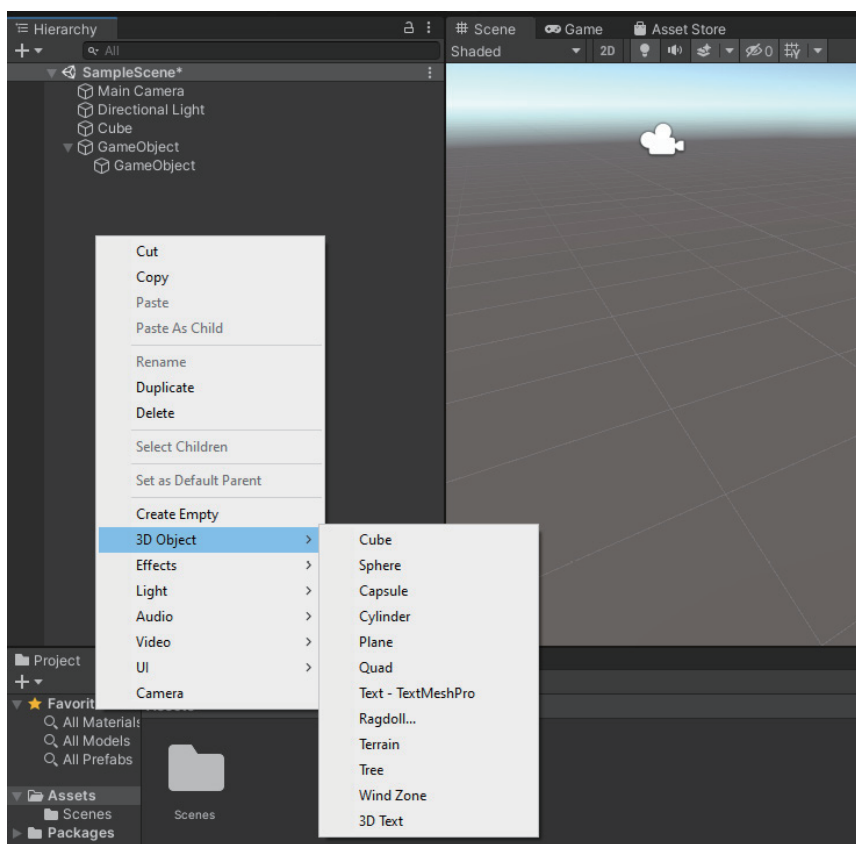 Hierarchy
All
SampleScene*
Main Camera
Directional Light
Cube
GameObject
GameObject
# Scene
Game
Asset Store
Shaded
2D
0
Cut
Copy
Paste
Paste As Child
Rename
Duplicate
Delete
Select Children
Set as Default Parent
Create Empty
3D Object
Effects
Light
Audio
Video
UI
Camera
Cube
Sphere
Capsule
Cylinder
Plane
Quad
Text - TextMeshPro
Ragdoll...
Terrain
Tree
Wind Zone
3D Text
Project
Favorit
All Materials
All Models
All Prefabs
Assets
Scenes
Packages
Scenes